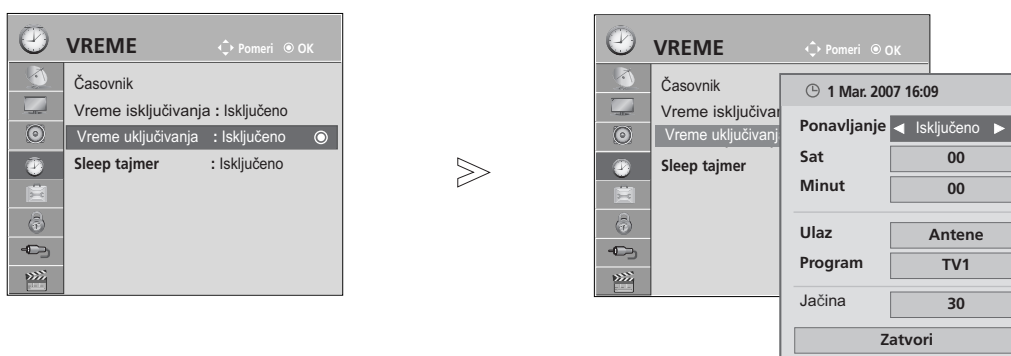 VREME Pomeri OK
Časovnik
Vreme isključivanja : Isključeno
Vreme uključivanja : Isključeno
Sleep tajmer : Isključeno
VREME Pomeri OK
Časovnik
Vreme isključivan
Vreme uključivanj
Sleep tajmer
1 Mar. 2007 16:09
Ponavljanje ◄ Isključeno ►
Sat 00
Minut 00
Ulaz Antene
Program TV1
Jačina 30
Zatvori